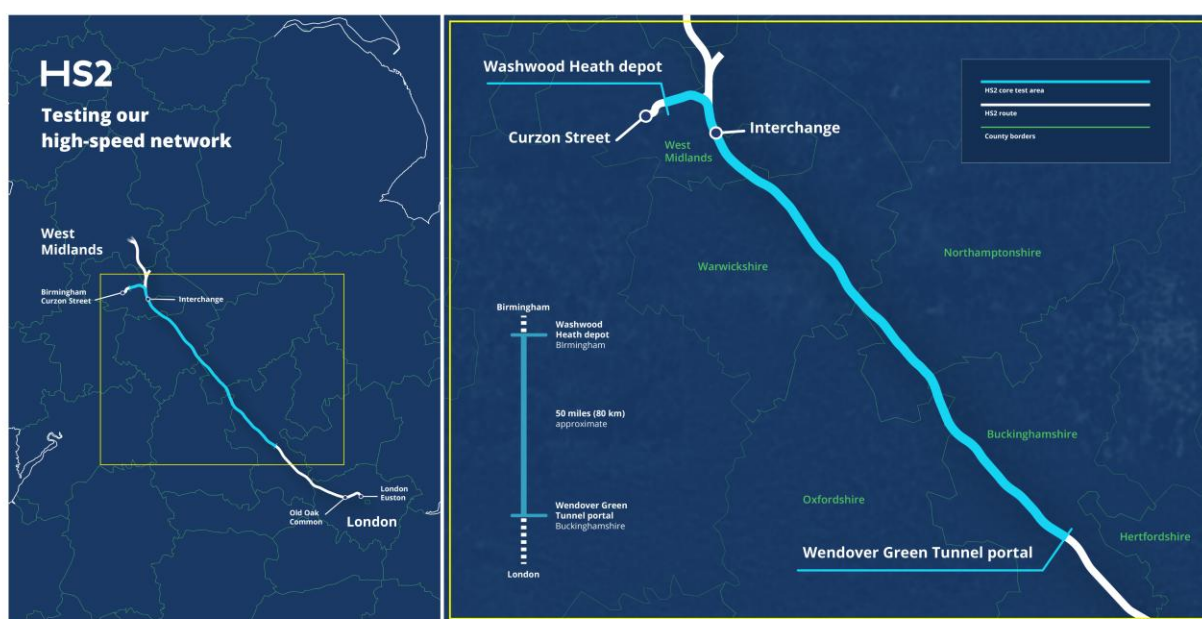 HS2
Testing our
high-speed network
West
Midlands
Birmingham
Curzon Street
Interchange
London
Euston
Old Oak
Common
London
Washwood Heath depot
Curzon Street
Interchange
West
Midlands
HS2 core test area
HS2 route
County borders
Northamptonshire
Warwickshire
Birmingham
Washwood
Heath depot
Birmingham
50 miles (80 km)
approximate
Wendover Green
Tunnel portal
Buckinghamshire
London
Buckinghamshire
Oxfordshire
Hertfordshire
Wendover Green Tunnel portal